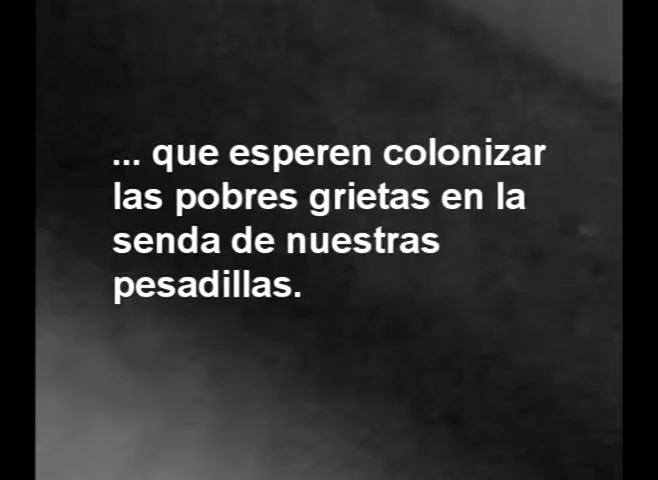 ... que esperen colonizar
las pobres grietas en la
senda de nuestras
pesadillas.